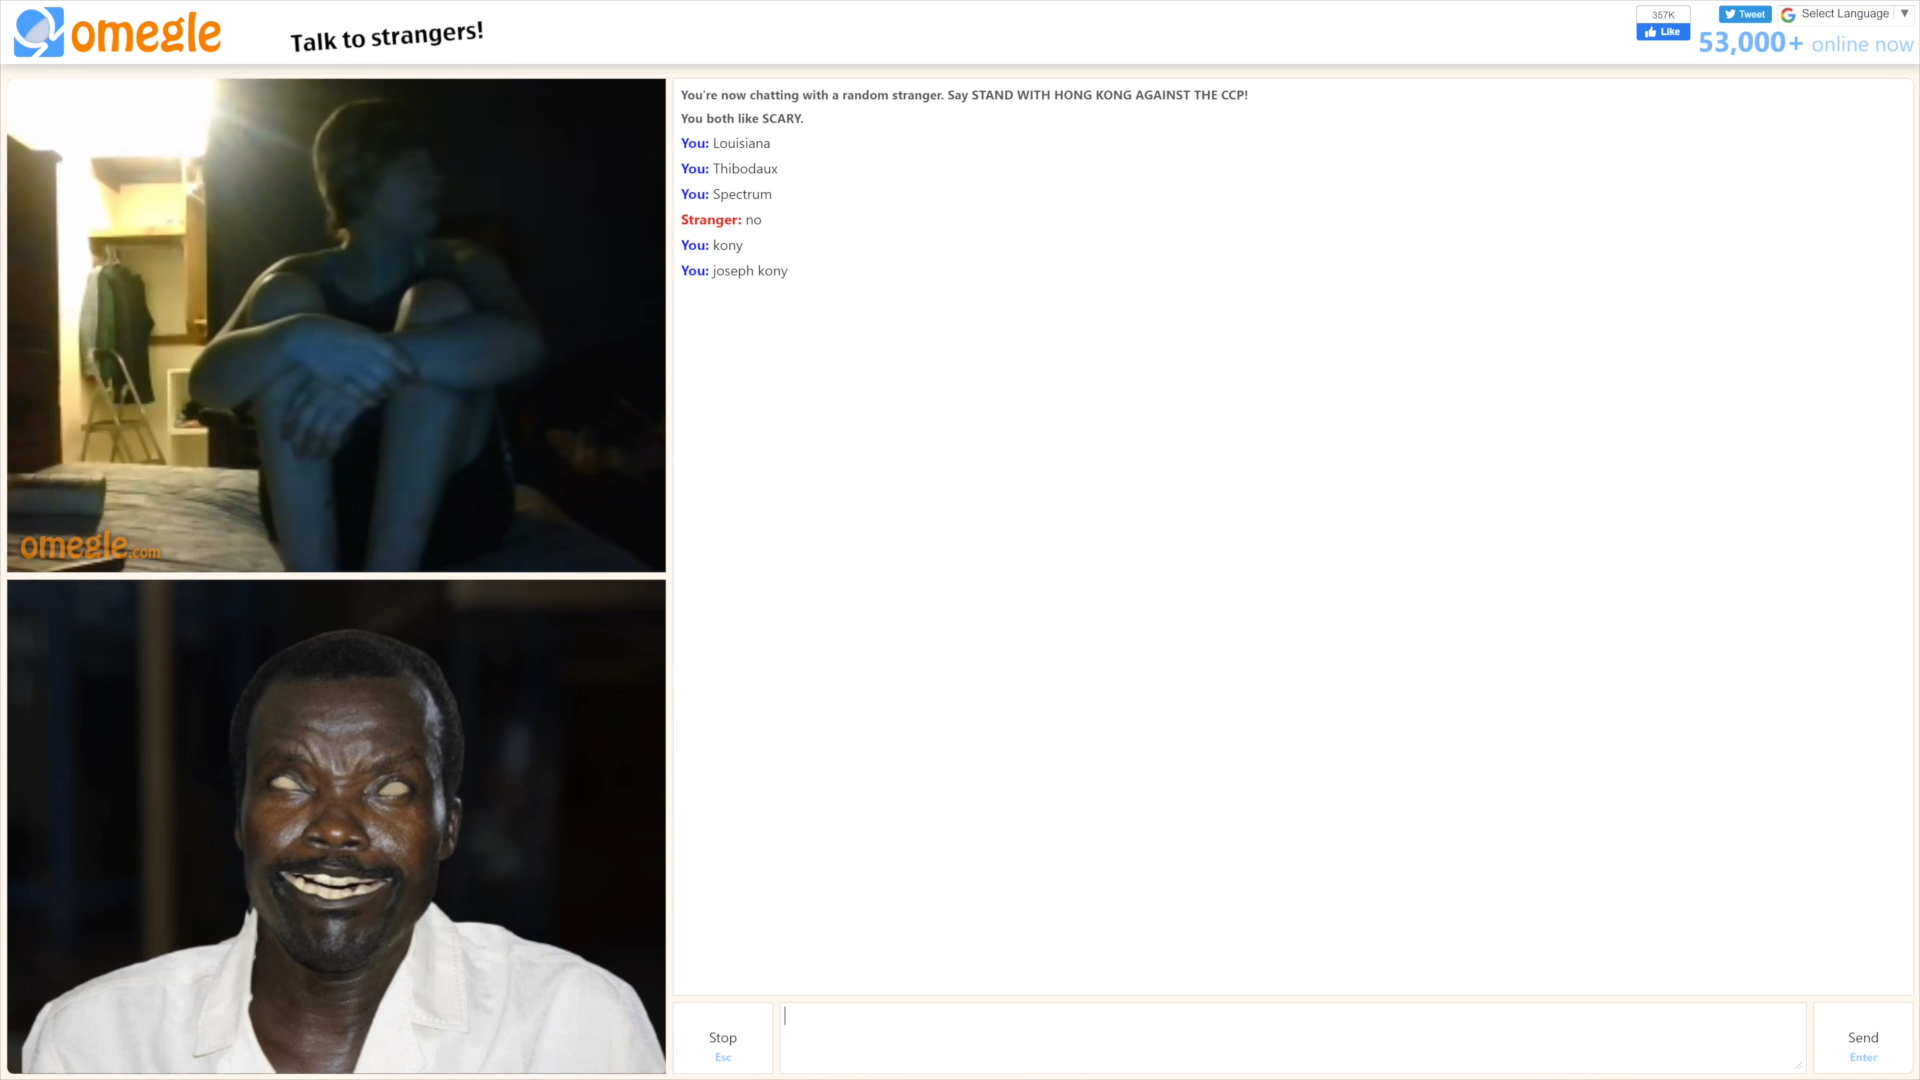 omegle
Talk to strangers!
357K
Like
Tweet
Select Language ▼
53,000+ online now
You're now chatting with a random stranger. Say STAND WITH HONG KONG AGAINST THE CCP!
You both like SCARY.
You: Louisiana
You: Thibodaux
You: Spectrum
Stranger: no
You: kony
You: joseph kony
omegle.com
Stop
Esc
Send
Enter